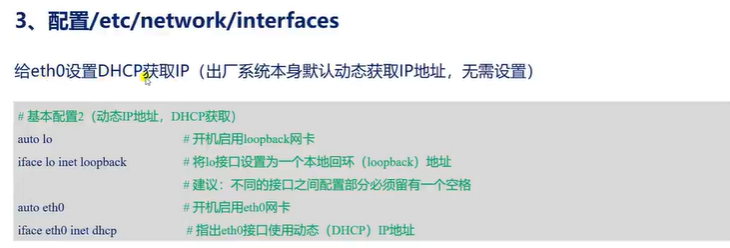 3、配置/etc/network/interfaces
给eth0设置DHCP获取IP（出厂系统本身默认动态获取IP地址，无需设置）
# 基本配置2（动态IP地址，DHCP获取）
auto lo # 开机启用loopback网卡
iface lo inet loopback # 将lo接口设置为一个本地回环（loopback）地址
# 建议：不同的接口之间配置部分必须留有一个空格
auto eth0 # 开机启用eth0网卡
iface eth0 inet dhcp # 指出eth0接口使用动态（DHCP）IP地址